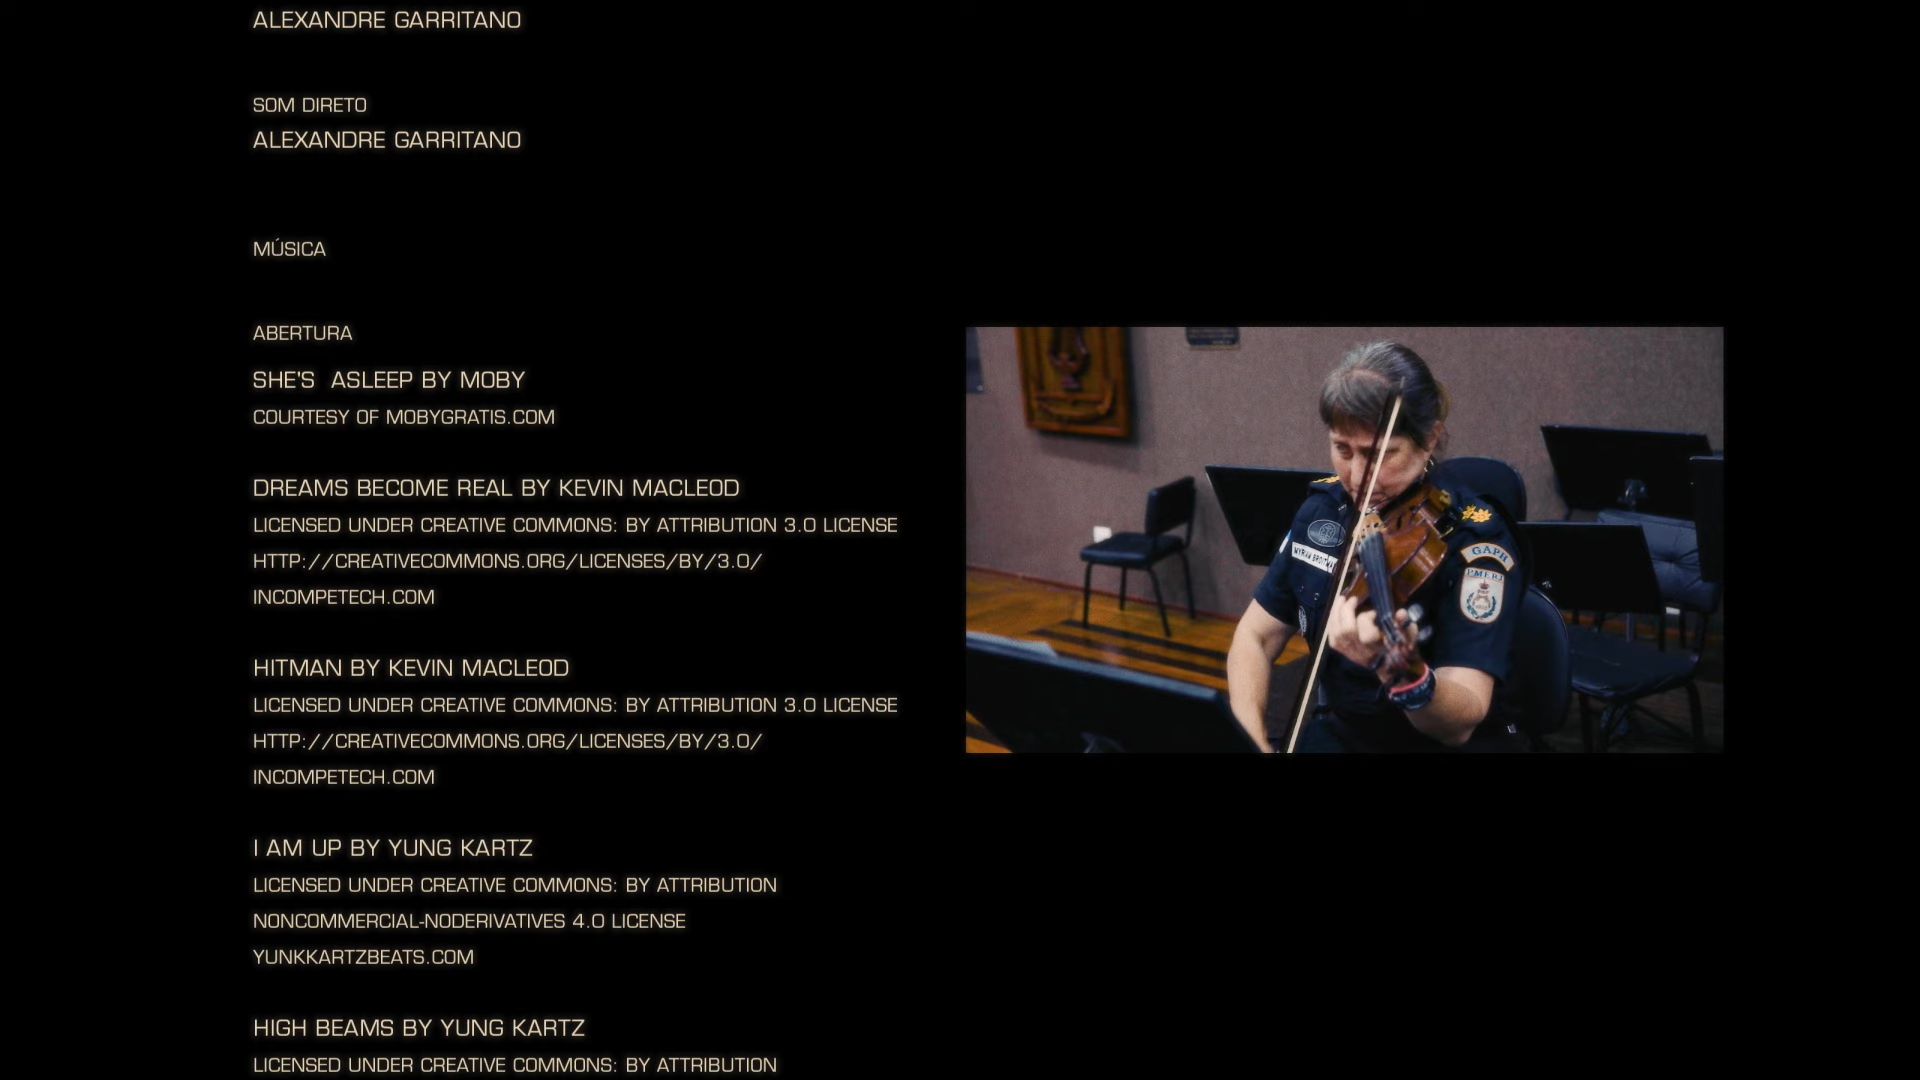 ALEXANDRE GARRITANO
SOM DIRETO
ALEXANDRE GARRITANO
MÚSICA
ABERTURA
SHE'S  ASLEEP BY MOBY
COURTESY OF MOBYGRATIS.COM
DREAMS BECOME REAL BY KEVIN MACLEOD
LICENSED UNDER CREATIVE COMMONS: BY ATTRIBUTION 3.0 LICENSE
HTTP://CREATIVECOMMONS.ORG/LICENSES/BY/3.0/
INCOMPETECH.COM
HITMAN BY KEVIN MACLEOD
LICENSED UNDER CREATIVE COMMONS: BY ATTRIBUTION 3.0 LICENSE
HTTP://CREATIVECOMMONS.ORG/LICENSES/BY/3.0/
INCOMPETECH.COM
I AM UP BY YUNG KARTZ
LICENSED UNDER CREATIVE COMMONS: BY ATTRIBUTION
NONCOMMERCIAL-NODERIVATIVES 4.0 LICENSE
YUNKKARTZBEATS.COM
HIGH BEAMS BY YUNG KARTZ
LICENSED UNDER CREATIVE COMMONS: BY ATTRIBUTION
GAPH
PMERJ